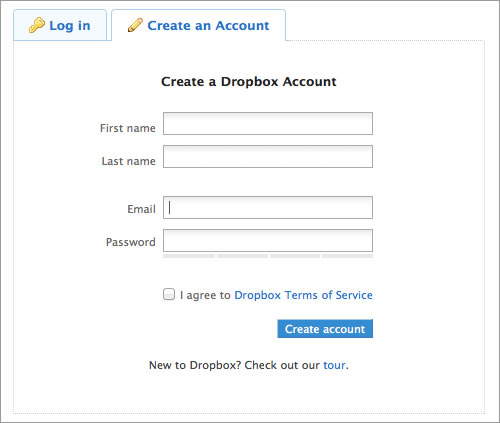 Log in
Create an Account
Create a Dropbox Account
First name
Last name
Email
Password
I agree to Dropbox Terms of Service
Create account
New to Dropbox? Check out our tour.